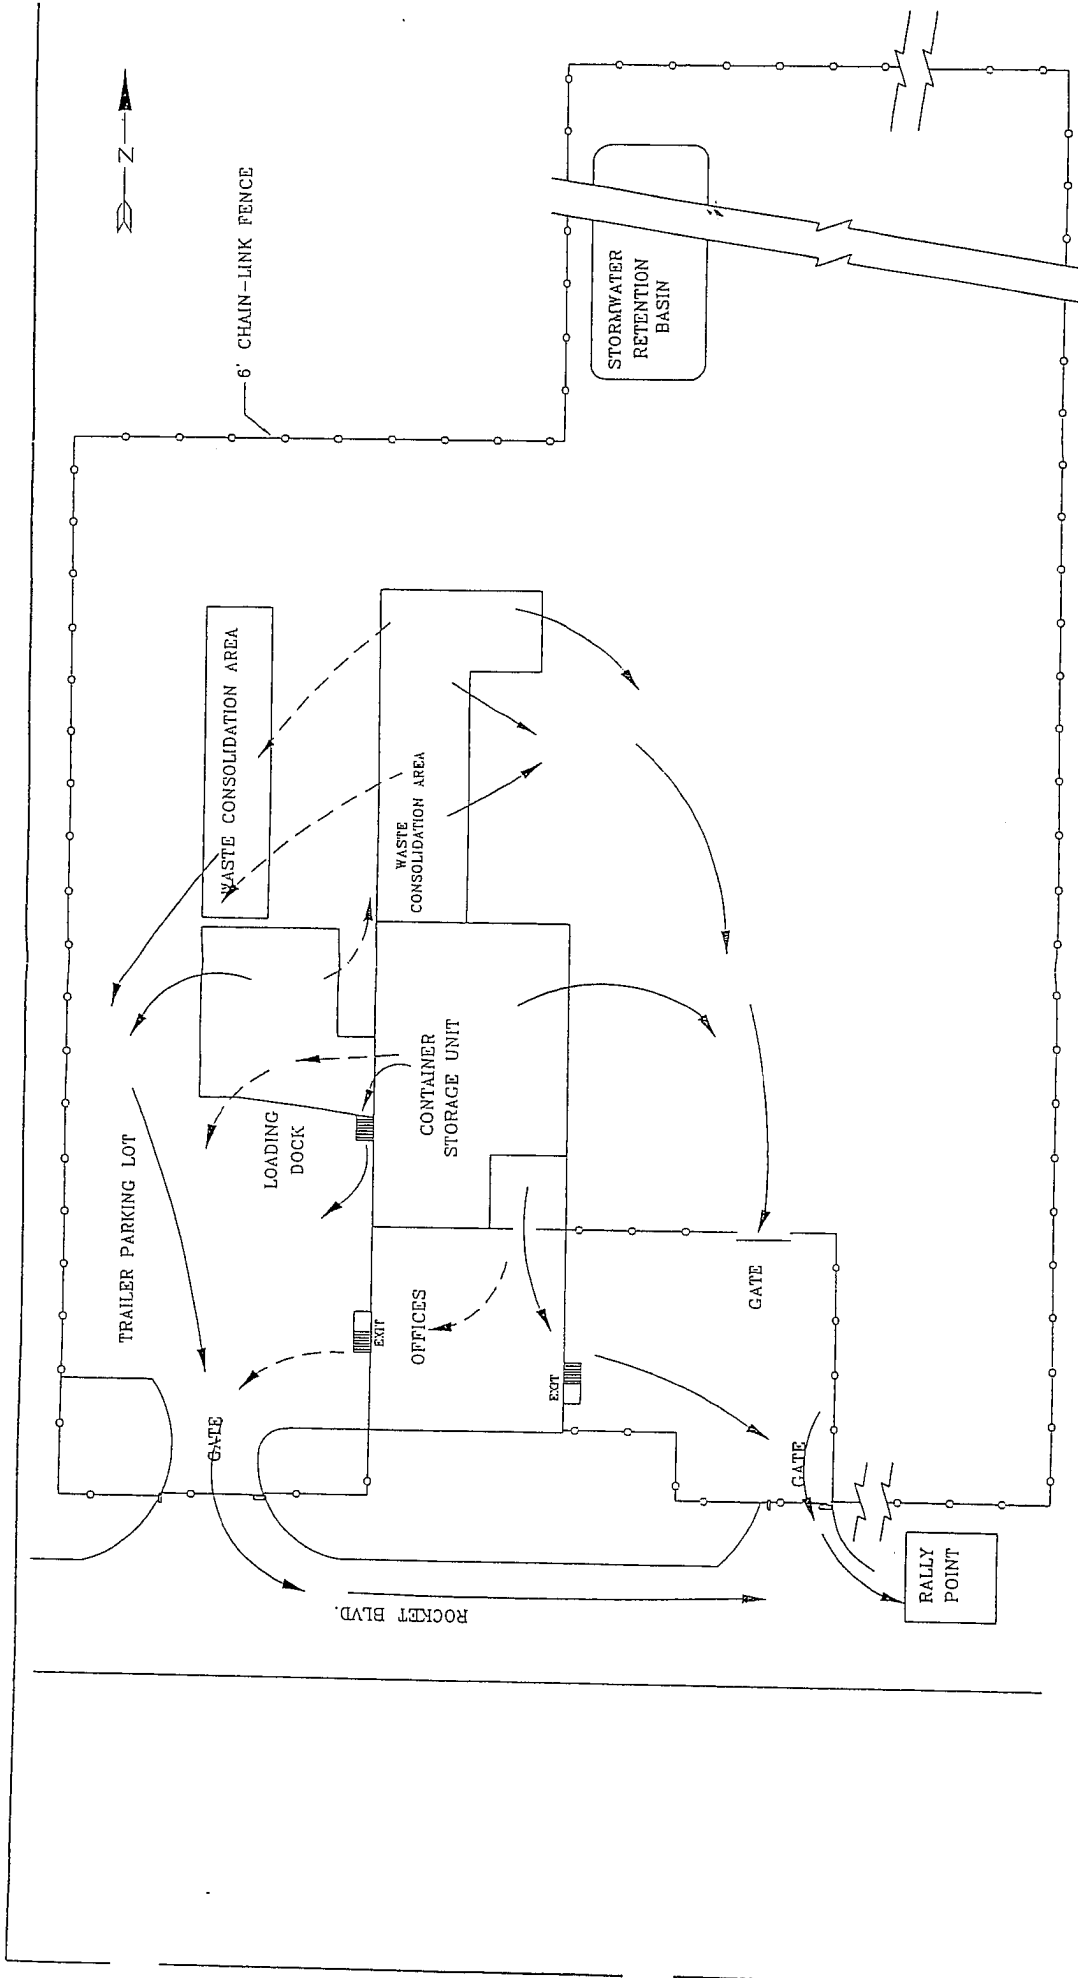 N
6' CHAIN-LINK FENCE
STORMWATER
RETENTION
BASIN
WASTE CONSOLIDATION AREA
WASTE
CONSOLIDATION AREA
CONTAINER
STORAGE UNIT
LOADING
DOCK
TRAILER PARKING LOT
OFFICES
EXIT
EXIT
GATE
GATE
GATE
ROCKET BLVD.
RALLY
POINT